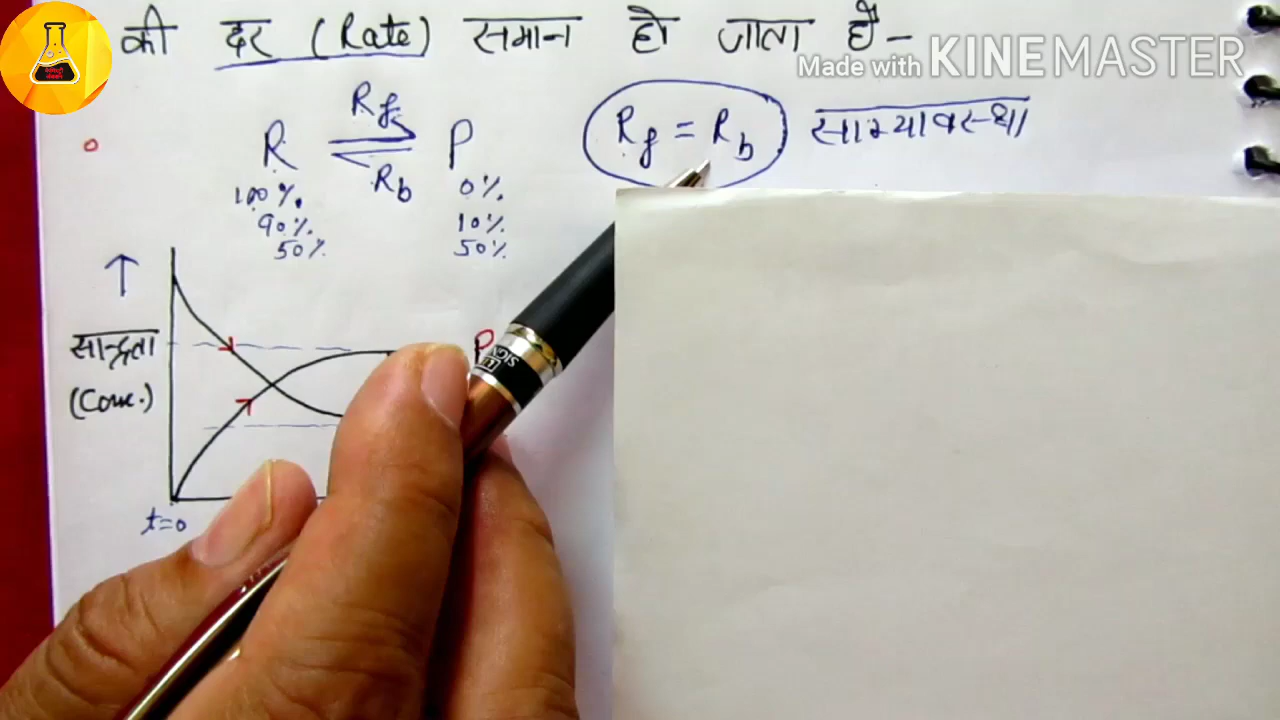 की दर (Rate) समान हो जाता है-
Made with KINEMASTER
R ⇌ P
Rf
Rb
100%. 0%
90%. 10%
50% 50%
Rf = Rb साम्यावस्था
↑
सान्द्रता
(Conc.)
P
t=0